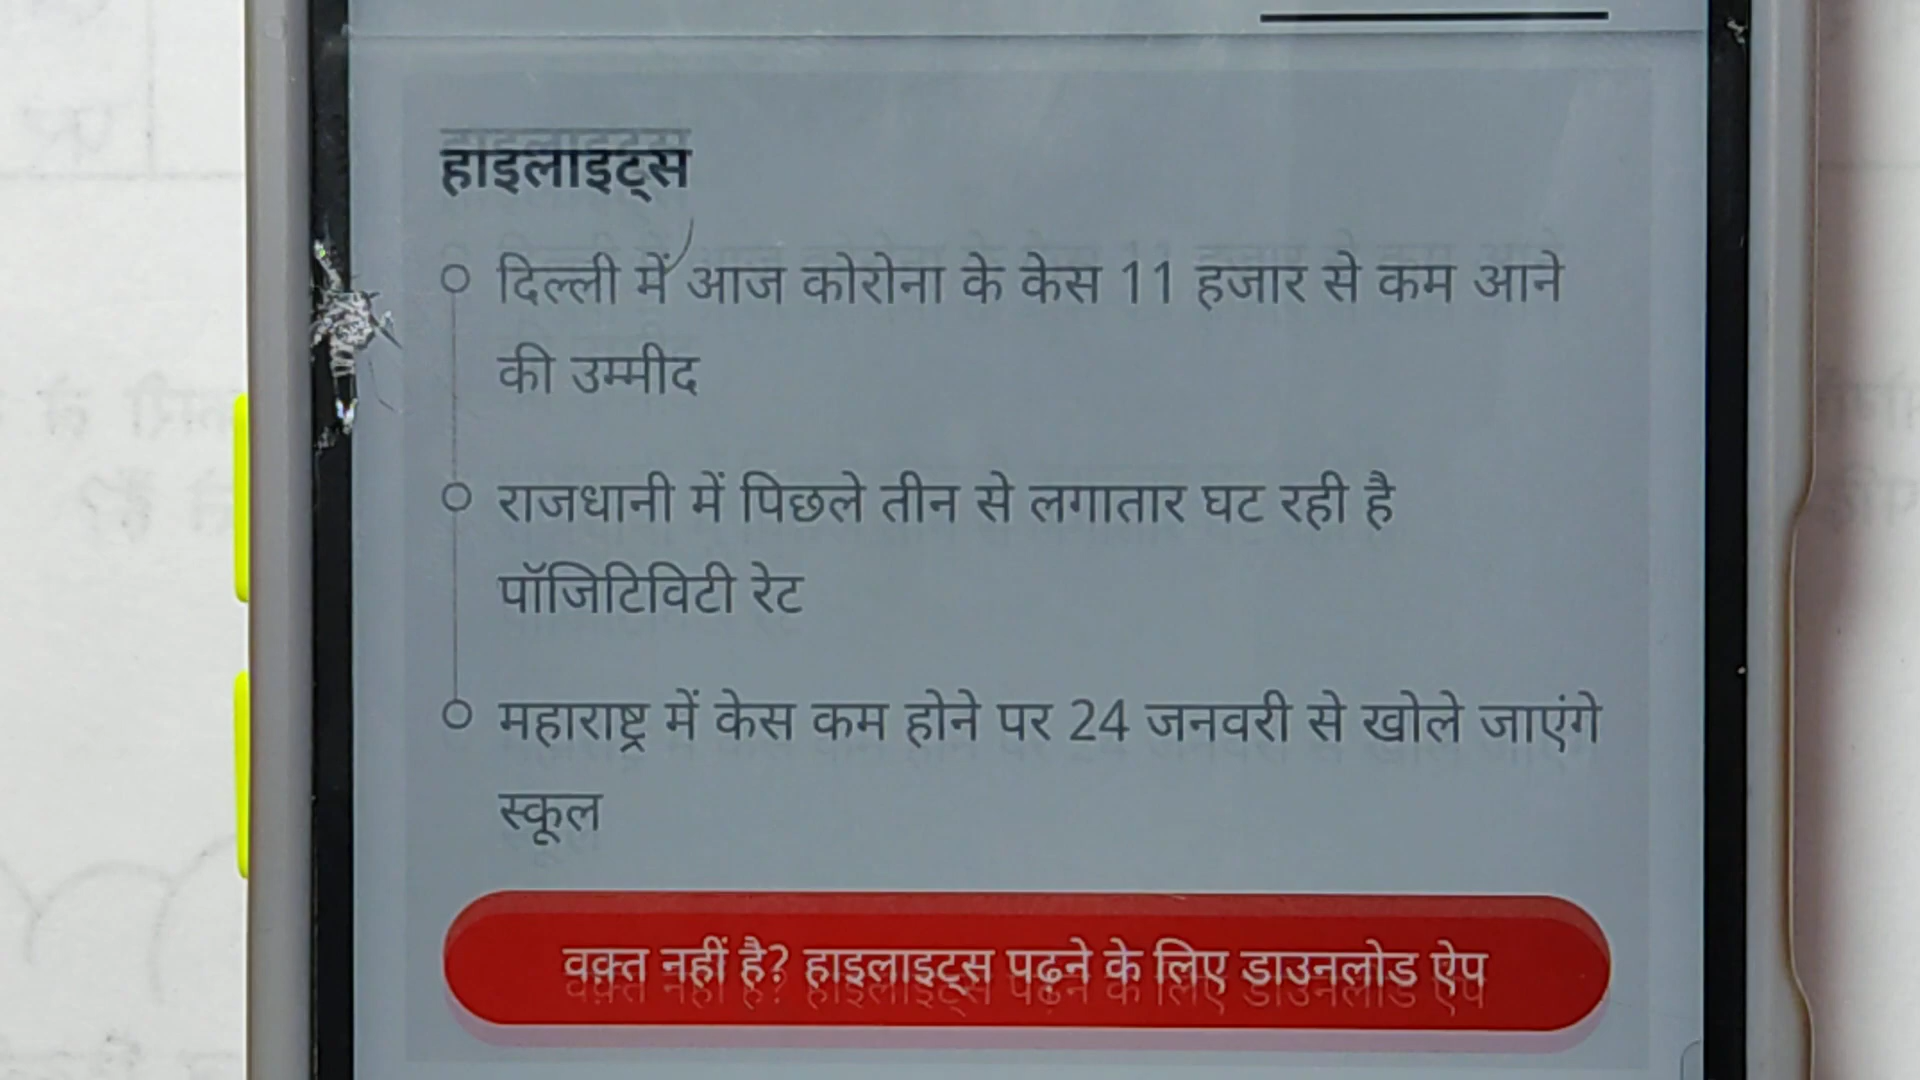 हाइलाइट्स
दिल्ली में आज कोरोना के केस 11 हजार से कम आने
की उम्मीद
राजधानी में पिछले तीन से लगातार घट रही है
पॉजिटिविटी रेट
महाराष्ट्र में केस कम होने पर 24 जनवरी से खोले जाएंगे
स्कूल
वक़्त नहीं है? हाइलाइट्स पढ़ने के लिए डाउनलोड ऐप